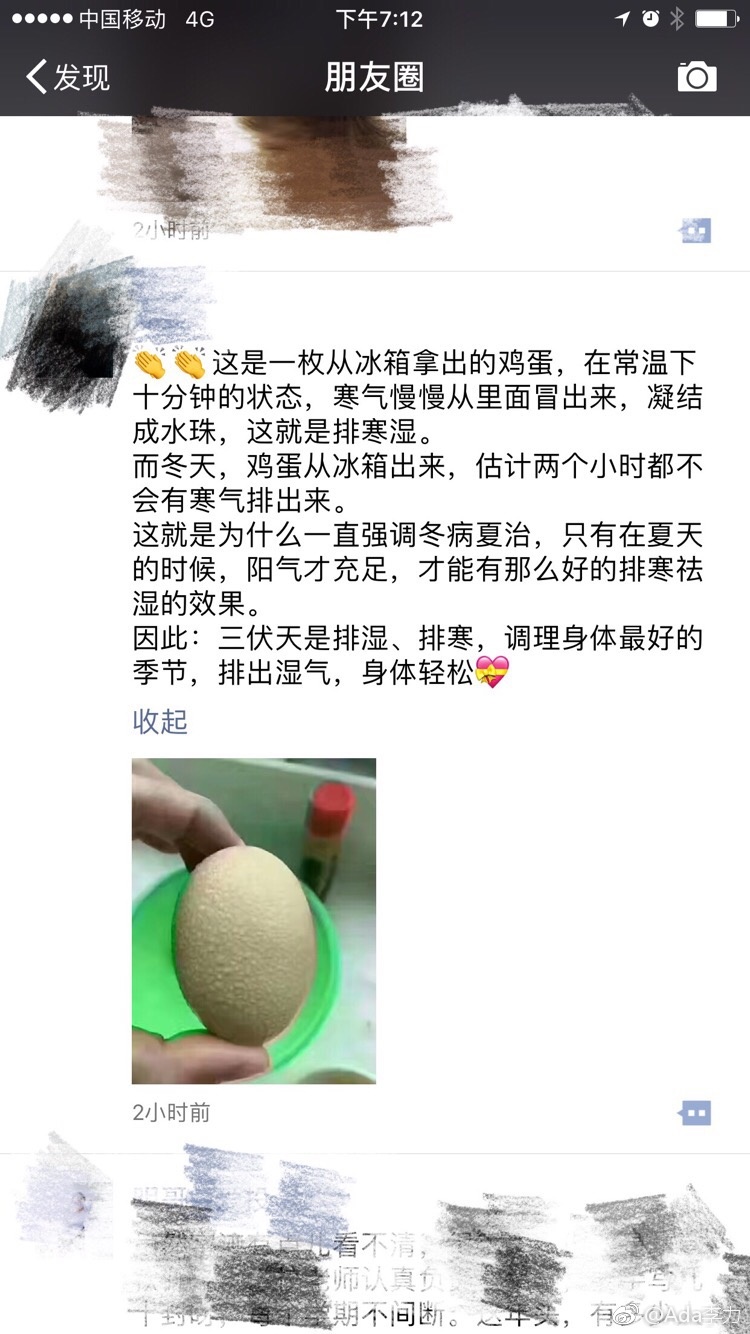 中国移动 4G 下午7:12
发现 朋友圈
2小时前
👏👏这是一枚从冰箱拿出的鸡蛋，在常温下
十分钟的状态，寒气慢慢从里面冒出来，凝结
成水珠，这就是排寒湿。
而冬天，鸡蛋从冰箱出来，估计两个小时都不
会有寒气排出来。
这就是为什么一直强调冬病夏治，只有在夏天
的时候，阳气才充足，才能有那么好的排寒祛
湿的效果。
因此：三伏天是排湿、排寒，调理身体最好的
季节，排出湿气，身体轻松💝
收起
2小时前
看不清，
师认真负
期不间断。这年头，有
@Ada李力